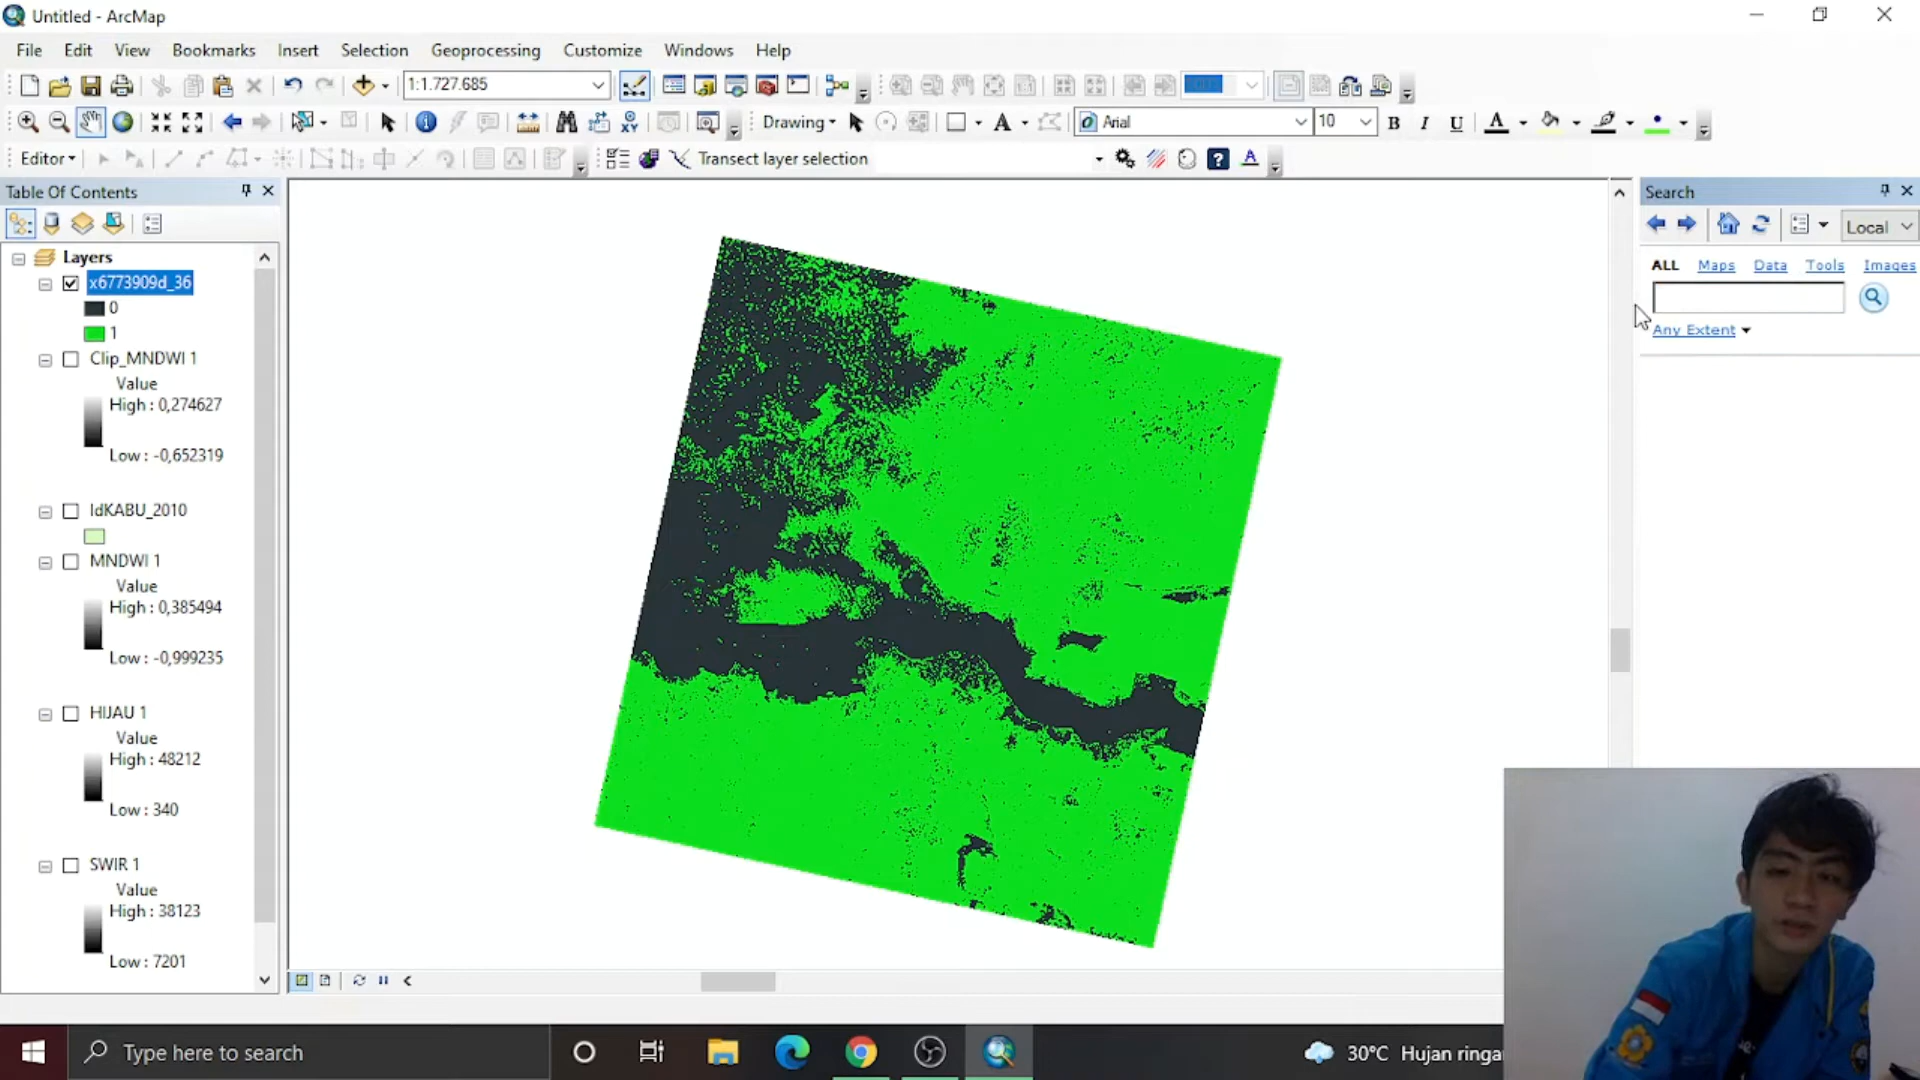 Untitled - ArcMap
File Edit View Bookmarks Insert Selection Geoprocessing Customize Windows Help
1:1.727.685
Drawing Arial 10 B I U A
Editor Transect layer selection
Table Of Contents
Search
Local
Layers
ALL Maps Data Tools Images
x6773909d_36
0
1
Any Extent
Clip_MNDWI 1
Value
High : 0,274627
Low : -0,652319
IdKABU_2010
MNDWI 1
Value
High : 0,385494
Low : -0,999235
HIJAU 1
Value
High : 48212
Low : 340
SWIR 1
Value
High : 38123
Low : 7201
Type here to search
30°C Hujan ringa